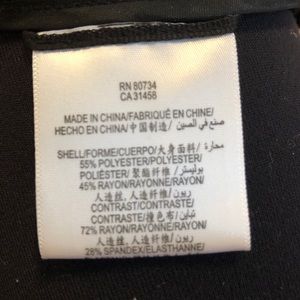 RN 80734
CA 31458
MADE IN CHINA/FABRIQUÉ EN CHINE/
HECHO EN CHINA/中国制造/ صنع في الصين
SHELL/FORME/CUERPO/大身面料/ محارة/
55% POLYESTER/POLYESTER/
POLIÉSTER/聚酯纤维/ بوليستر/
45% RAYON/RAYONNE/RAYON/
人造丝, 人造纤维/ ريون/
CONTRAST/CONTRASTE/
CONTRASTE/撞色布/ تباين/
72% RAYON/RAYONNE/RAYON/
人造丝, 人造纤维/ ريون/
28% SPANDEX/ELASTHANNE/